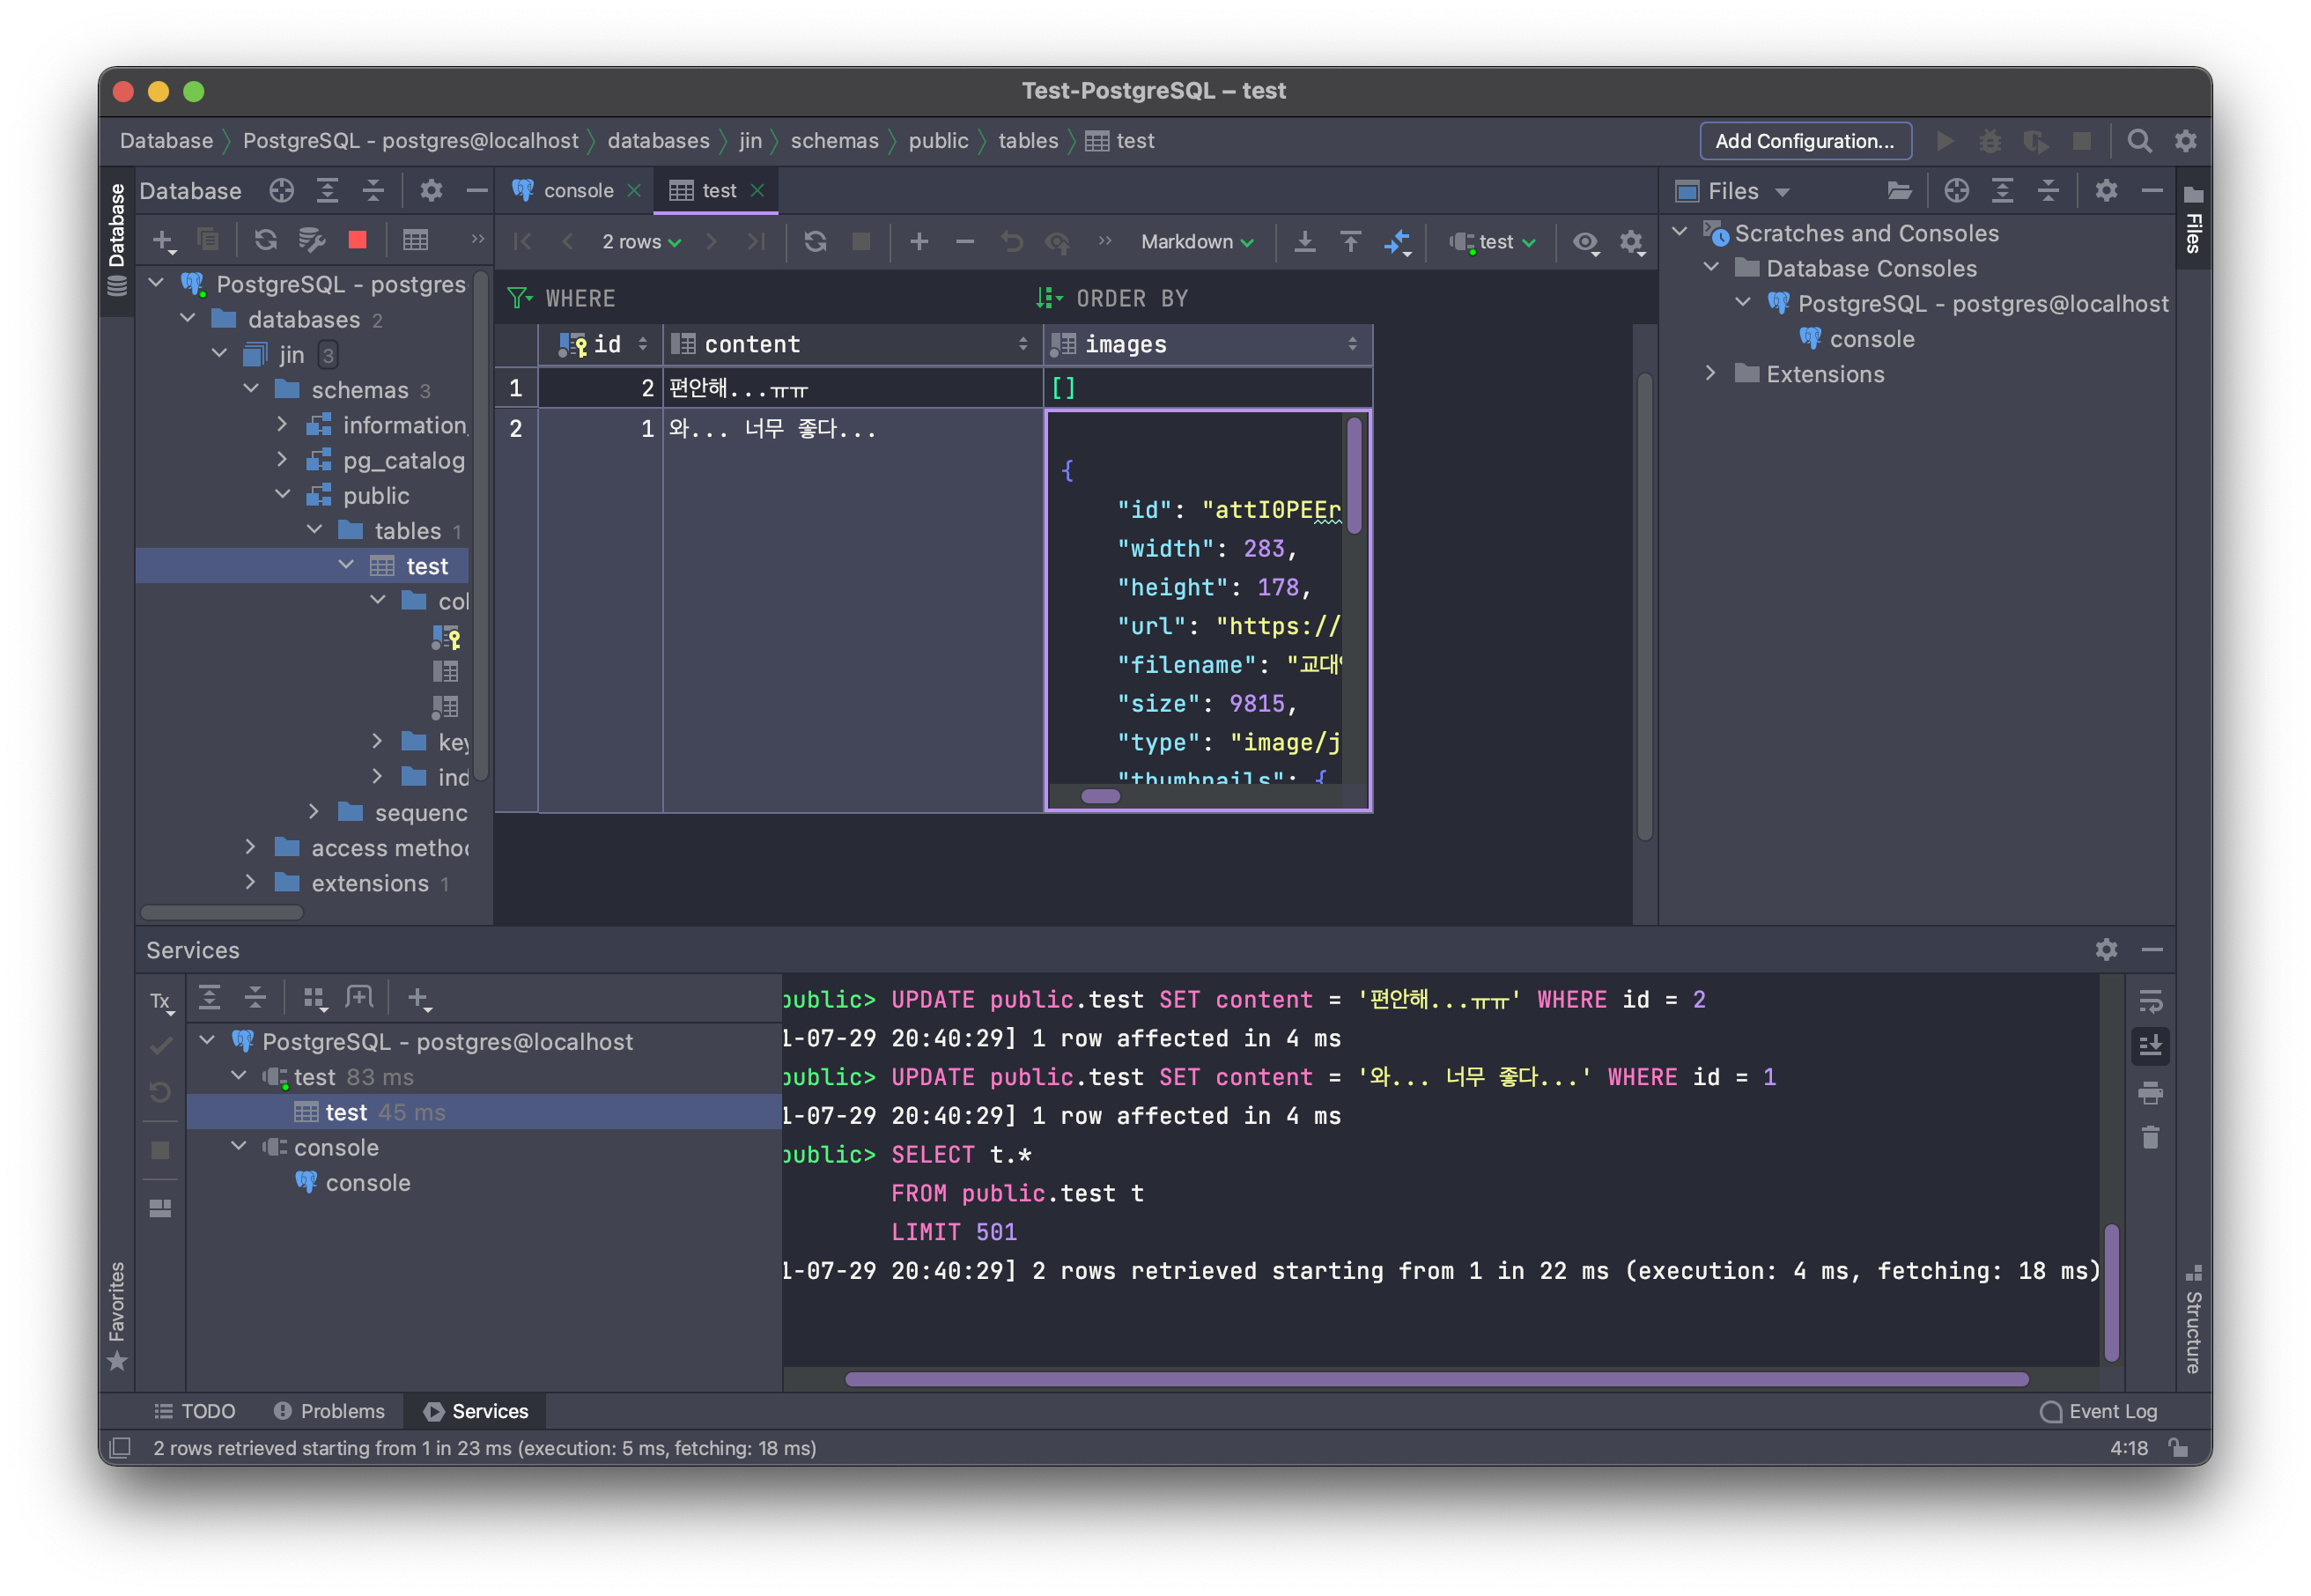 Test-PostgreSQL – test
Database PostgreSQL - postgres@localhost databases jin schemas public tables test
Add Configuration...
Database
Database
console
test
Files
Files
2 rows
Markdown
test
WHERE
ORDER BY
PostgreSQL - postgres
databases 2
jin 3
schemas 3
information_
pg_catalog
public
tables 1
test
col
key
ind
sequenc
access metho
extensions 1
id content images
1 2 편안해...ㅠㅠ []
2 1 와... 너무 좋다...
{
"id": "attI0PEEr
"width": 283,
"height": 178,
"url": "https://
"filename": "교대
"size": 9815,
"type": "image/j
"thumbnails": {
Scratches and Consoles
Database Consoles
PostgreSQL - postgres@localhost
console
Extensions
Services
Tx
PostgreSQL - postgres@localhost
test 83 ms
test 45 ms
console
console
public> UPDATE public.test SET content = '편안해...ㅠㅠ' WHERE id = 2
1-07-29 20:40:29] 1 row affected in 4 ms
public> UPDATE public.test SET content = '와... 너무 좋다...' WHERE id = 1
1-07-29 20:40:29] 1 row affected in 4 ms
public> SELECT t.*
FROM public.test t
LIMIT 501
1-07-29 20:40:29] 2 rows retrieved starting from 1 in 22 ms (execution: 4 ms, fetching: 18 ms)
Favorites
Structure
TODO
Problems
Services
Event Log
2 rows retrieved starting from 1 in 23 ms (execution: 5 ms, fetching: 18 ms)
4:18